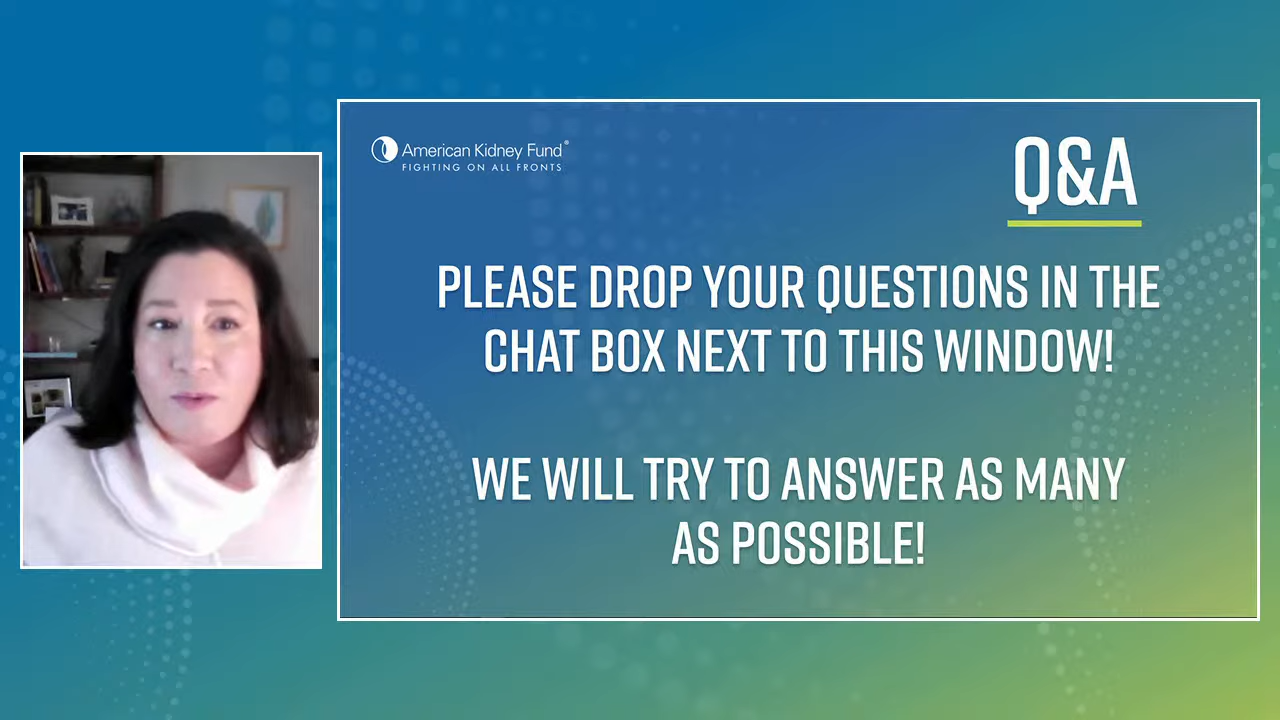 American Kidney Fund®
FIGHTING ON ALL FRONTS
Q&A
PLEASE DROP YOUR QUESTIONS IN THE
CHAT BOX NEXT TO THIS WINDOW!
WE WILL TRY TO ANSWER AS MANY
AS POSSIBLE!